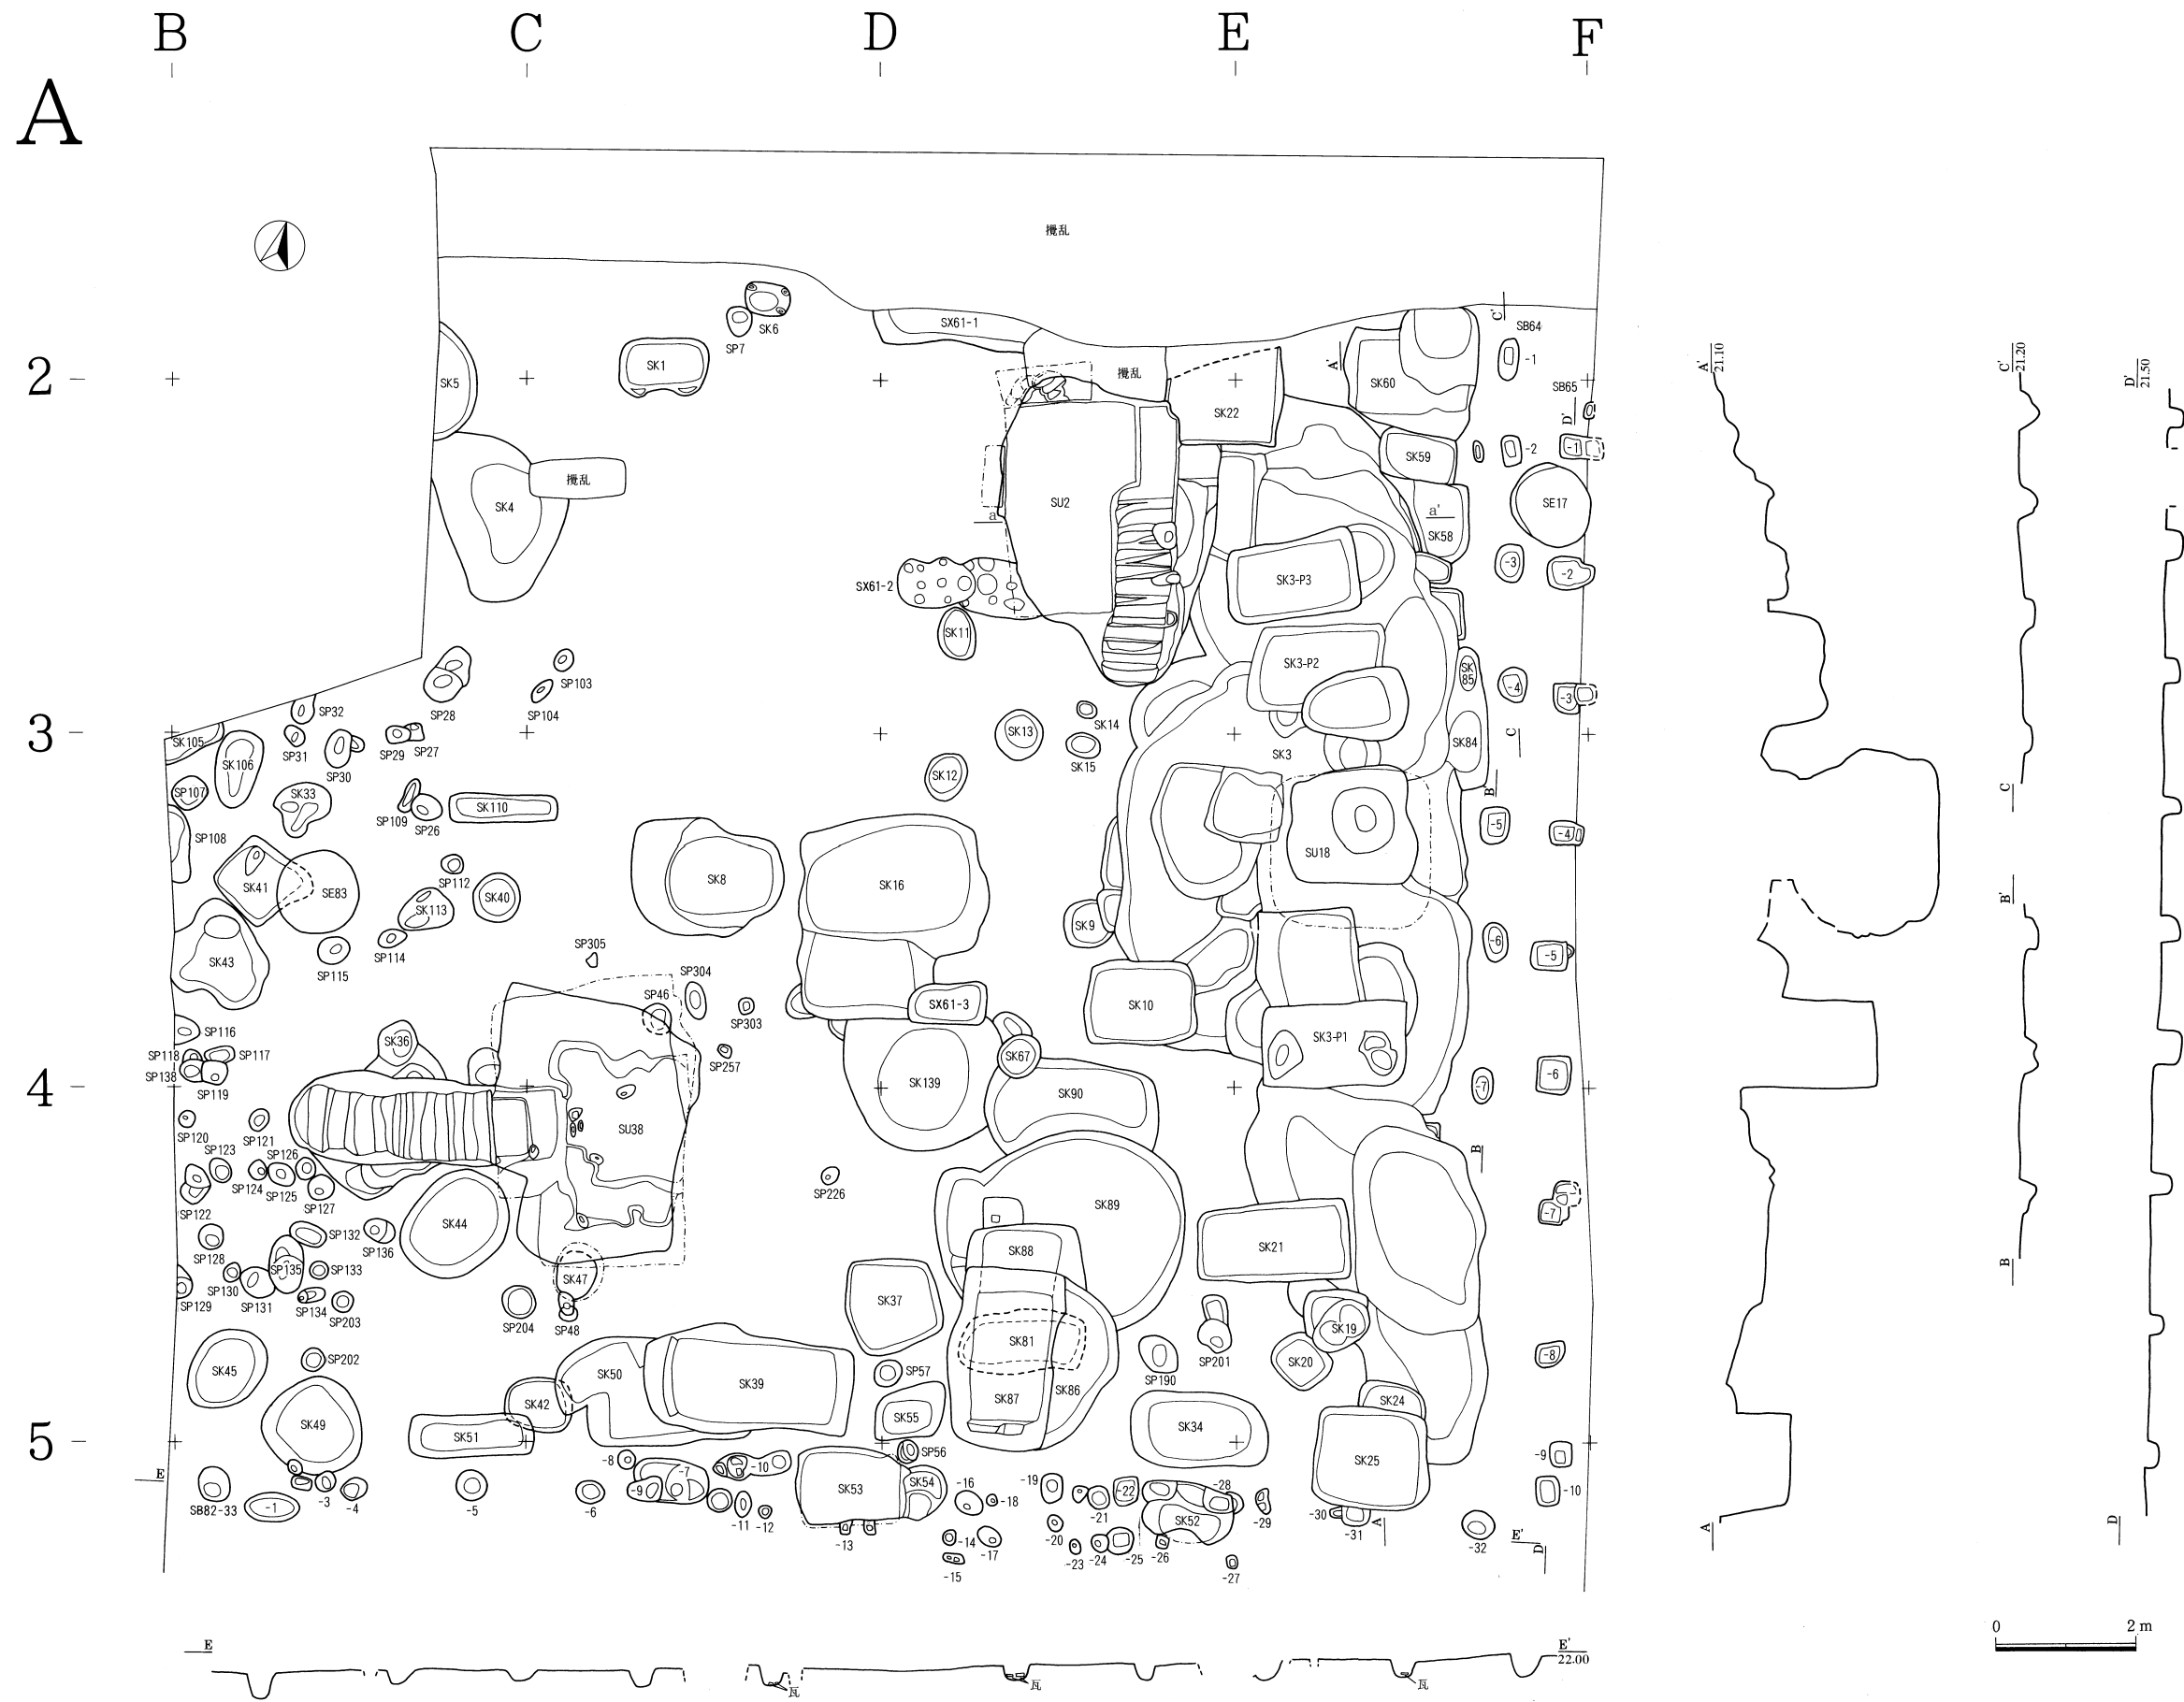 B C D E F
A
攪乱
SK6
SP7
SX61-1
C'
SB64
-1
SK1
2
SK5
攪乱
A'
SK60
SB65
D'
SK22
SK59
-2
-1
SK4
攪乱
SU2
a
a'
SK58
SE17
SK3-P3
-3
-2
SX61-2
SK11
SK3-P2
SK
85
-4
-3
SP103
SP104
SP28
SP32
SK14
SK13
SK15
3
SK105
SP31
SP30
SP29
SP27
SK3
SK84
C
SK106
SK12
B'
SP107
SK33
SP109
SP26
SK110
-5
-4
SP108
SU18
SK41
SE83
SP112
SK40
SK8
SK16
SK113
SK9
SP114
SP115
SK43
SP305
-6
-5
SP304
SP46
SP303
SX61-3
SK10
SP116
SK36
SP118
SP117
SP138
SP119
SP257
SK67
SK3-P1
4
SK139
SK90
-7
-6
SP120
SP121
SU38
B
SP123
SP126
SP124
SP125
SP127
SP122
SP226
SK89
-7
SK44
SP128
SP132
SP136
SK88
SK21
SP135
SP133
SP130
SP131
SP134
SP203
SP129
SK47
SP204
SP48
SK37
SK19
SK81
SP201
SK20
-8
SK45
SP202
SK50
SK39
SP57
SP190
SK86
SK87
SK42
SK55
SK24
SK49
SK51
SK34
5
SP56
SK25
-9
E
SB82-33
-1
-3
-4
-5
-6
-8
-7
-9
-10
-11
-12
SK53
SK54
-13
-14
-15
-16
-17
-18
-19
-20
-21
-22
-23
-24
-25
-26
SK52
-27
-28
-29
-30
-31
A
-32
-10
E'
D
A'
21.10
C'
21.20
D'
21.50
C
B'
B
A
D
0 2 m
E
E'
22.00
瓦
瓦
瓦